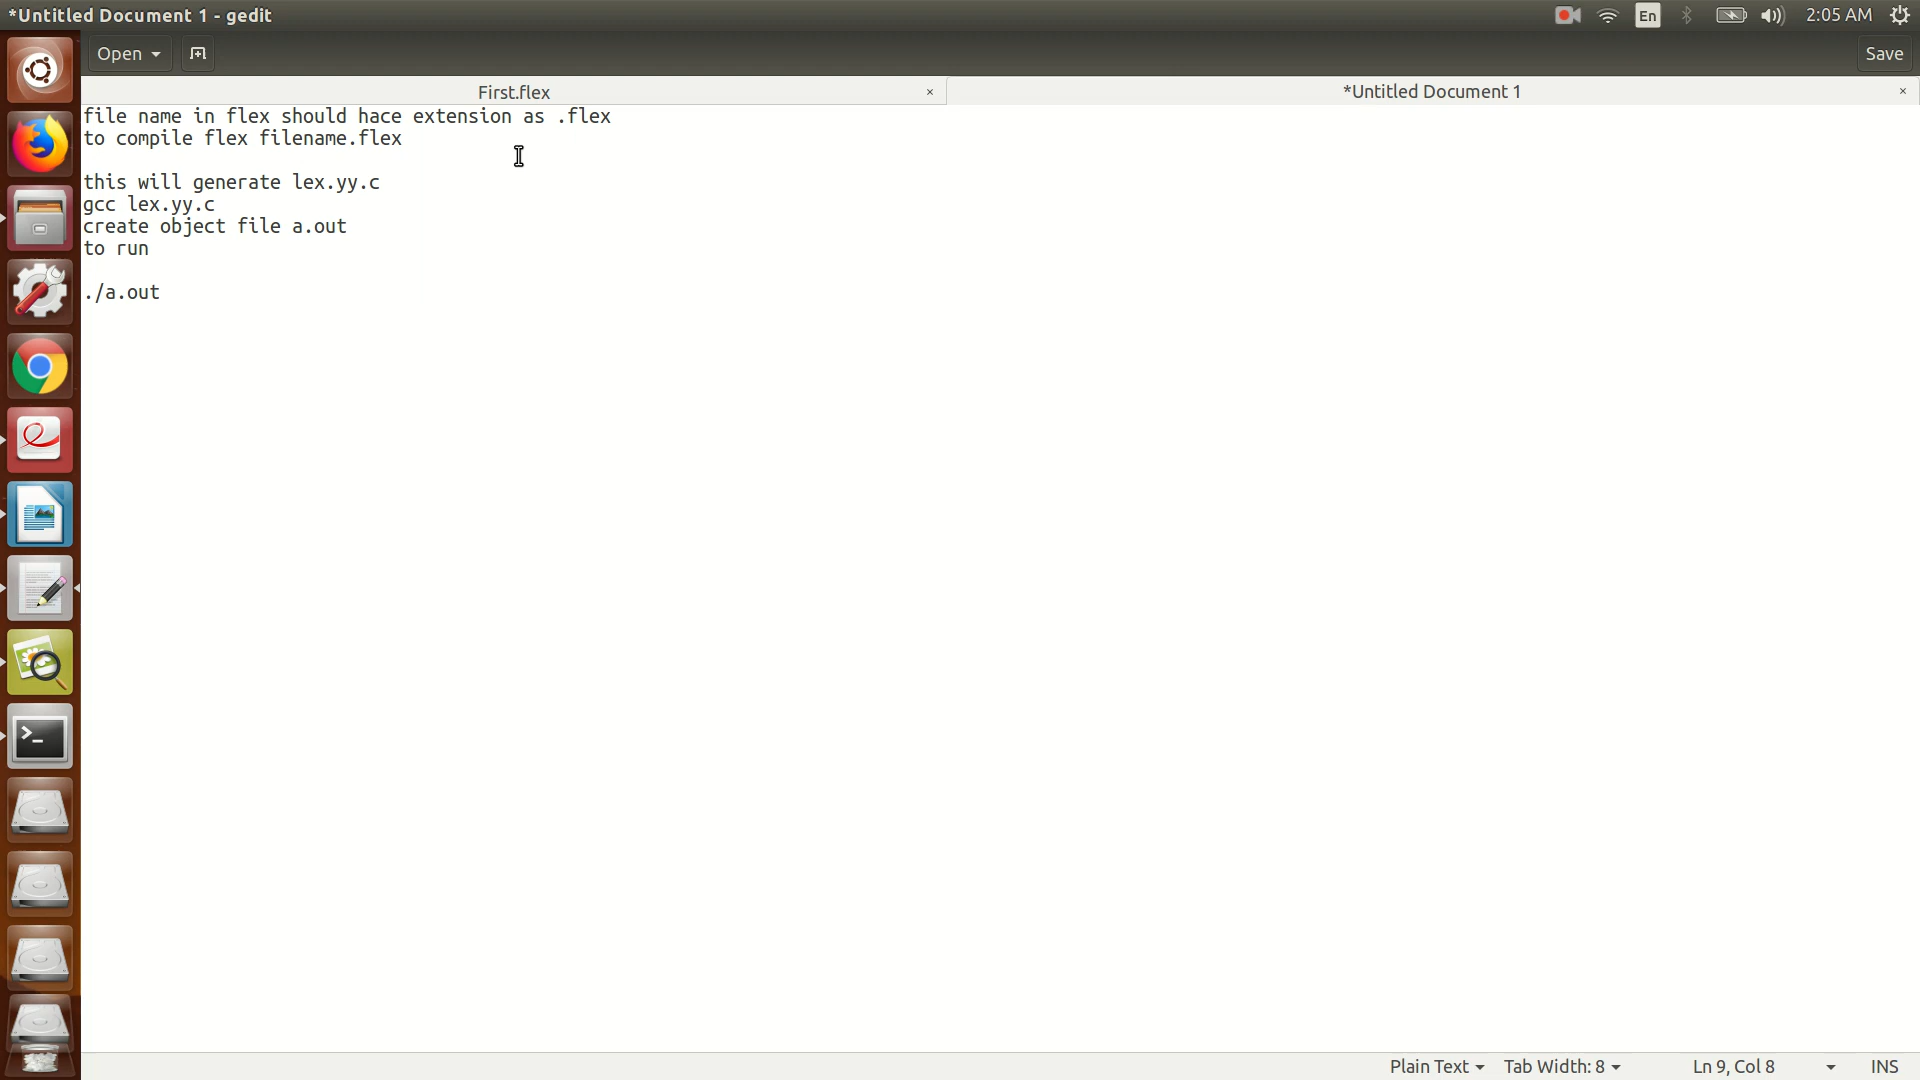 *Untitled Document 1 - gedit
En
2:05 AM
Open
Save
First.flex
*Untitled Document 1
file name in flex should hace extension as .flex
to compile flex filename.flex
this will generate lex.yy.c
gcc lex.yy.c
create object file a.out
to run
./a.out
Plain Text
Tab Width: 8
Ln 9, Col 8
INS